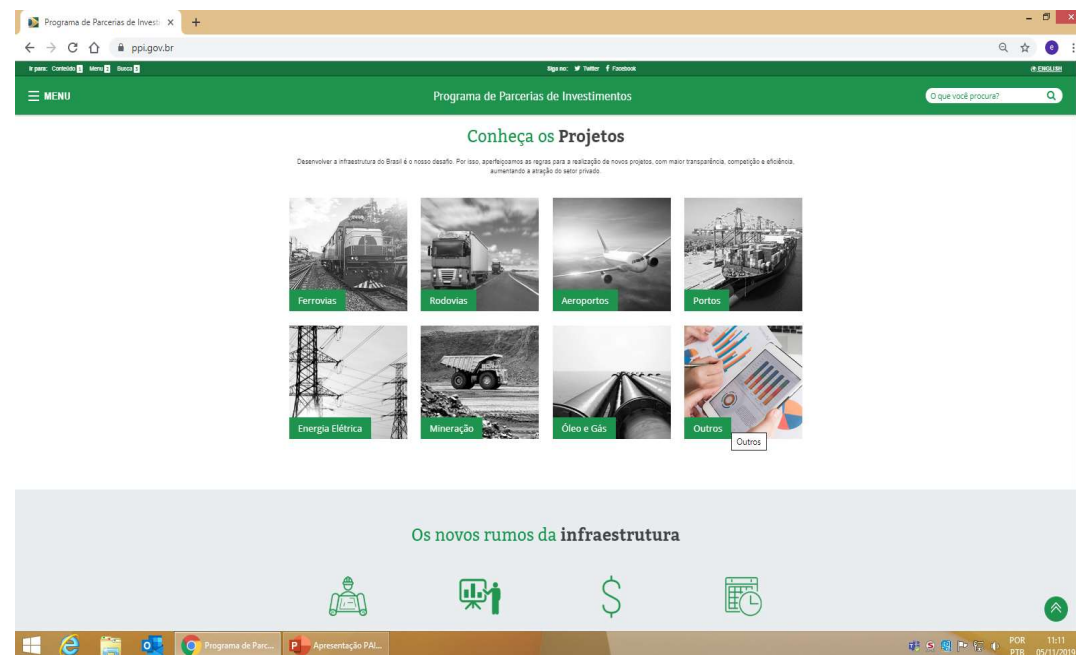 Programa de Parcerias de Investi
ppi.gov.br
e
Ir para: Conteúdo 1 Menu 2 Busca 3
Siga no: Twitter Facebook
ENGLISH
MENU
Programa de Parcerias de Investimentos
O que você procura?
Conheça os Projetos
Desenvolver a infraestrutura do Brasil é o nosso desafio. Por isso, aperfeiçoamos as regras para a realização de novos projetos, com maior transparência, competição e eficiência,
aumentando a atração do setor privado.
Ferrovias
Rodovias
Aeroportos
Portos
Energia Elétrica
Mineração
Óleo e Gás
Outros
Outros
Os novos rumos da infraestrutura
Programa de Parc...
Apresentação PAI...
POR 11:11
PTB 05/11/2019